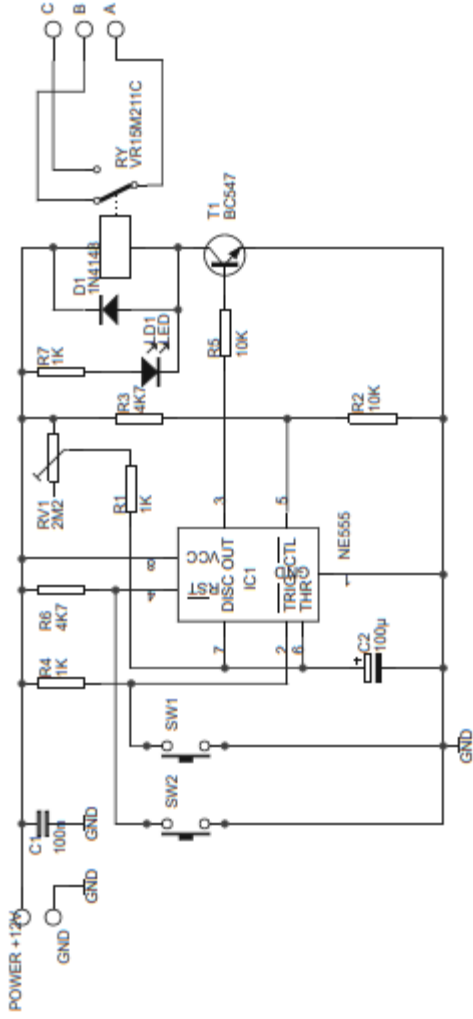 POWER +12V
GND
GND
C1
100n
GND
R4
1K
R6
4K7
RV1
2M2
R1
1K
R3
4K7
R7
1K
D1
1N4148
LD1
LED
RY
VR15M211C
C
B
A
T1
BC547
R5
10K
R2
10K
SW2
SW1
4
8
RST
VCC
7
DISC
OUT
3
IC1
2
TRIG
CTL
5
6
THR
1
NE555
C2
100µ
+
GND